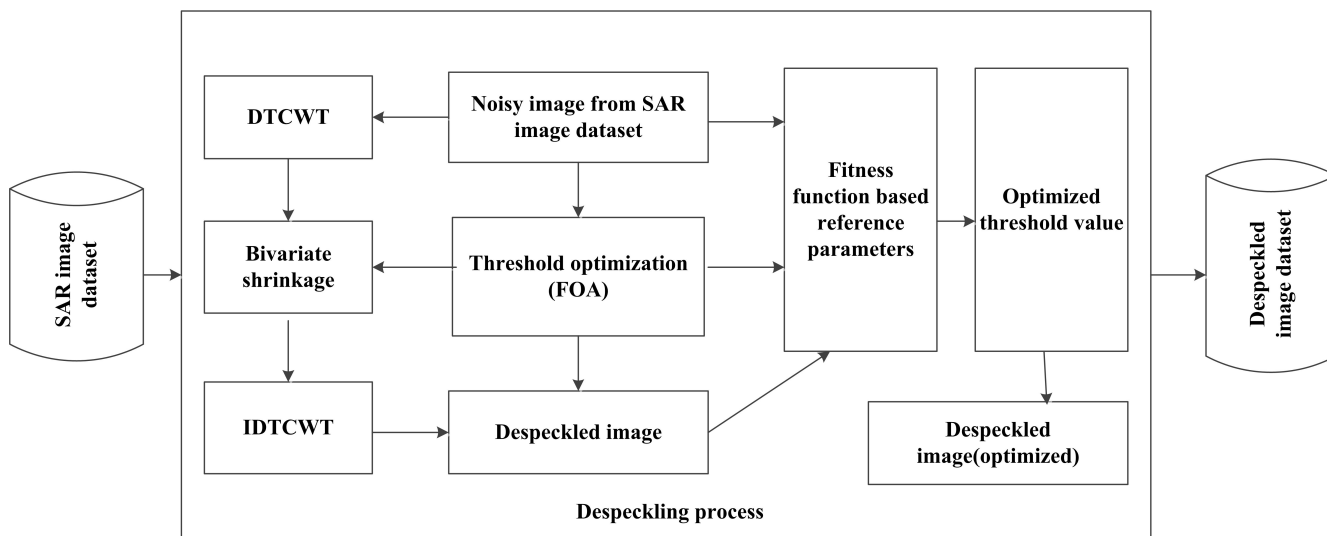 SAR image
dataset
DTCWT
Noisy image from SAR
image dataset
Bivariate
shrinkage
Threshold optimization
(FOA)
IDTCWT
Despeckled image
Fitness
function based
reference
parameters
Optimized
threshold value
Despeckled
image(optimized)
Despeckling process
Despeckled
image dataset